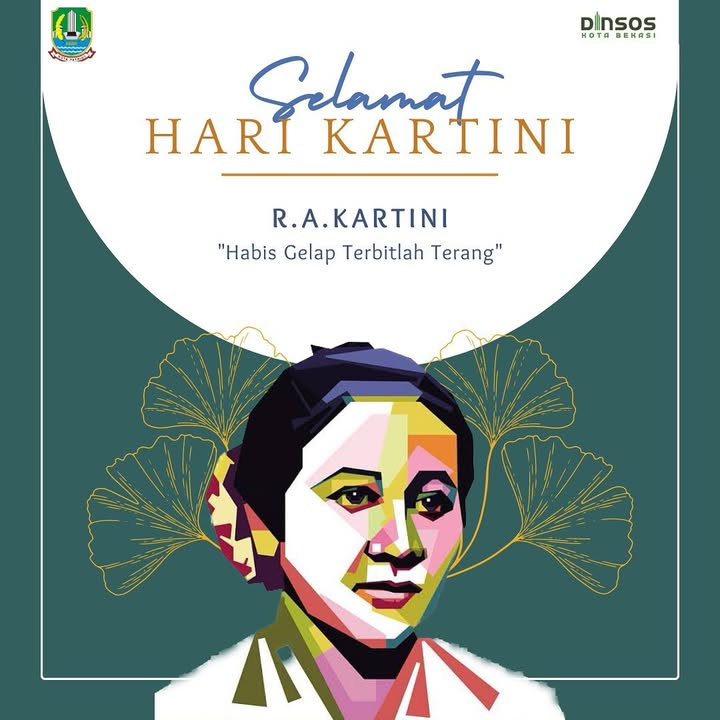 DINSOS
KOTA BEKASI
Selamat
HARI KARTINI
R.A.KARTINI
"Habis Gelap Terbitlah Terang"